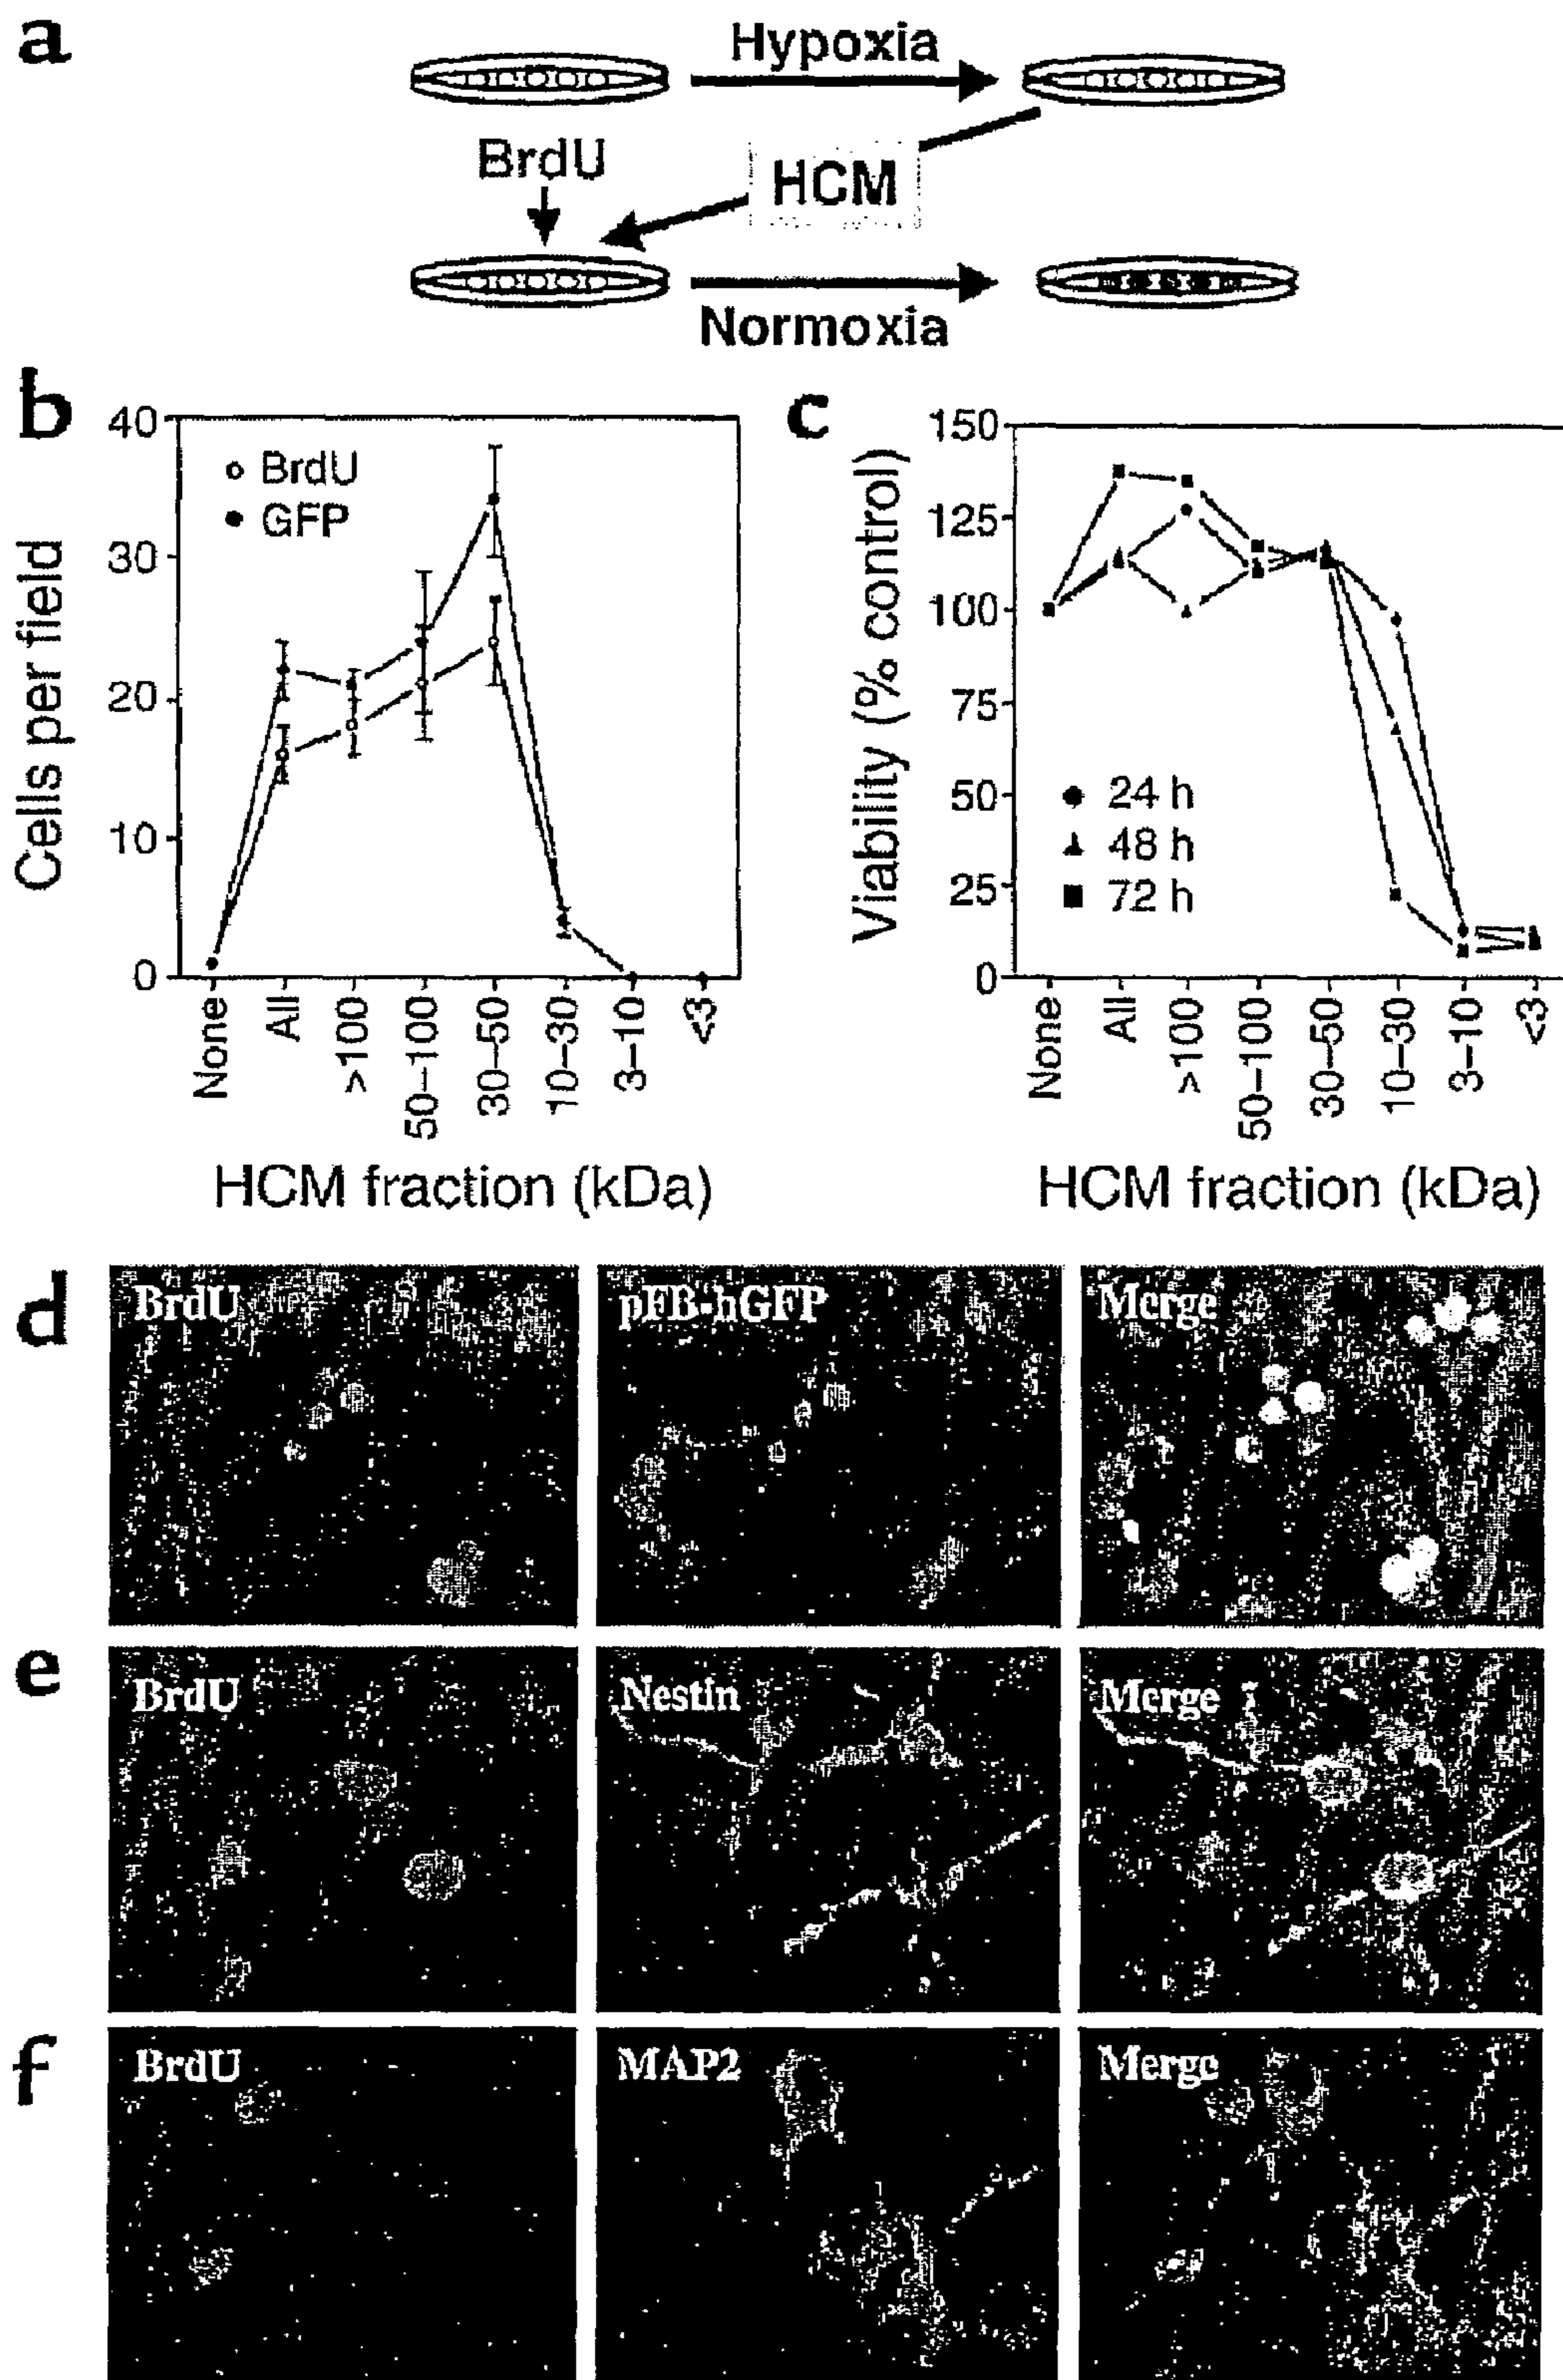 a
Hypoxia
BrdU
HCM
Normoxia
b
40
30
20
10
0
BrdU
GFP
Cells per field
None
All
>100
50–100
30–50
10–30
3–10
<3
HCM fraction (kDa)
c
150
125
100
75
50
25
0
24 h
48 h
72 h
Viability (% control)
None
All
>100
50–100
30–50
10–30
3–10
<3
HCM fraction (kDa)
d
BrdU
pFB-hGFP
Merge
e
BrdU
Nestin
Merge
f
BrdU
MAP2
Merge